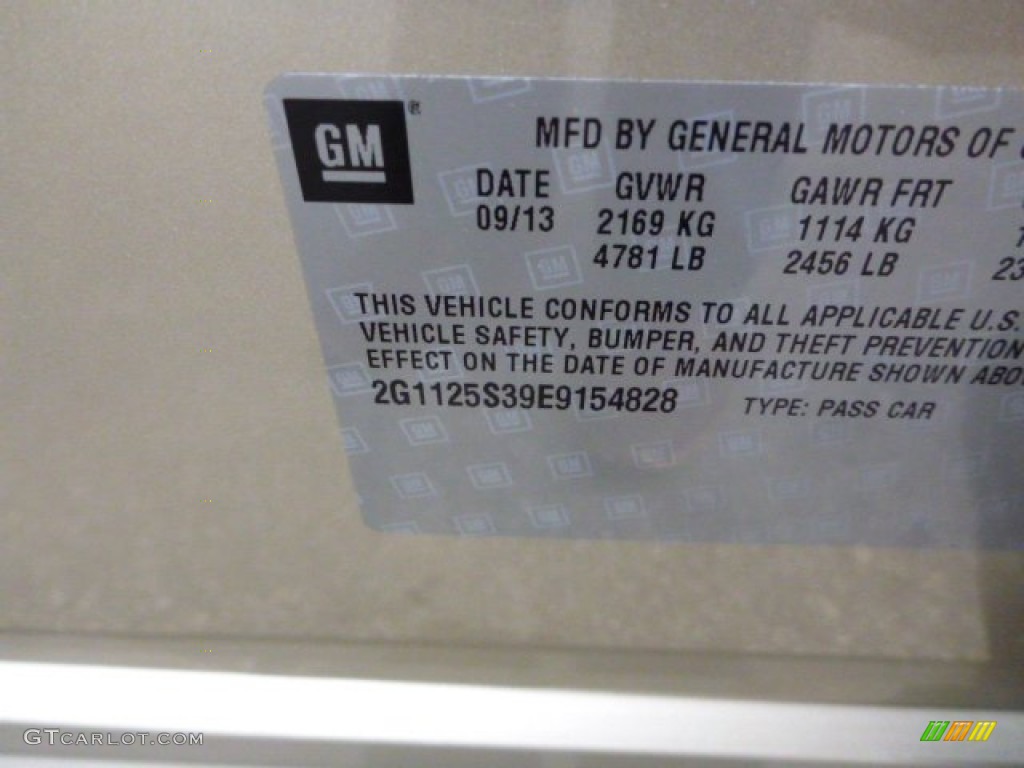 GM®
MFD BY GENERAL MOTORS OF
DATE GVWR GAWR FRT
09/13 2169 KG 1114 KG
4781 LB 2456 LB 23
THIS VEHICLE CONFORMS TO ALL APPLICABLE U.S.
VEHICLE SAFETY, BUMPER, AND THEFT PREVENTION
EFFECT ON THE DATE OF MANUFACTURE SHOWN ABO
2G1125S39E9154828 TYPE: PASS CAR
GTcarlot.com